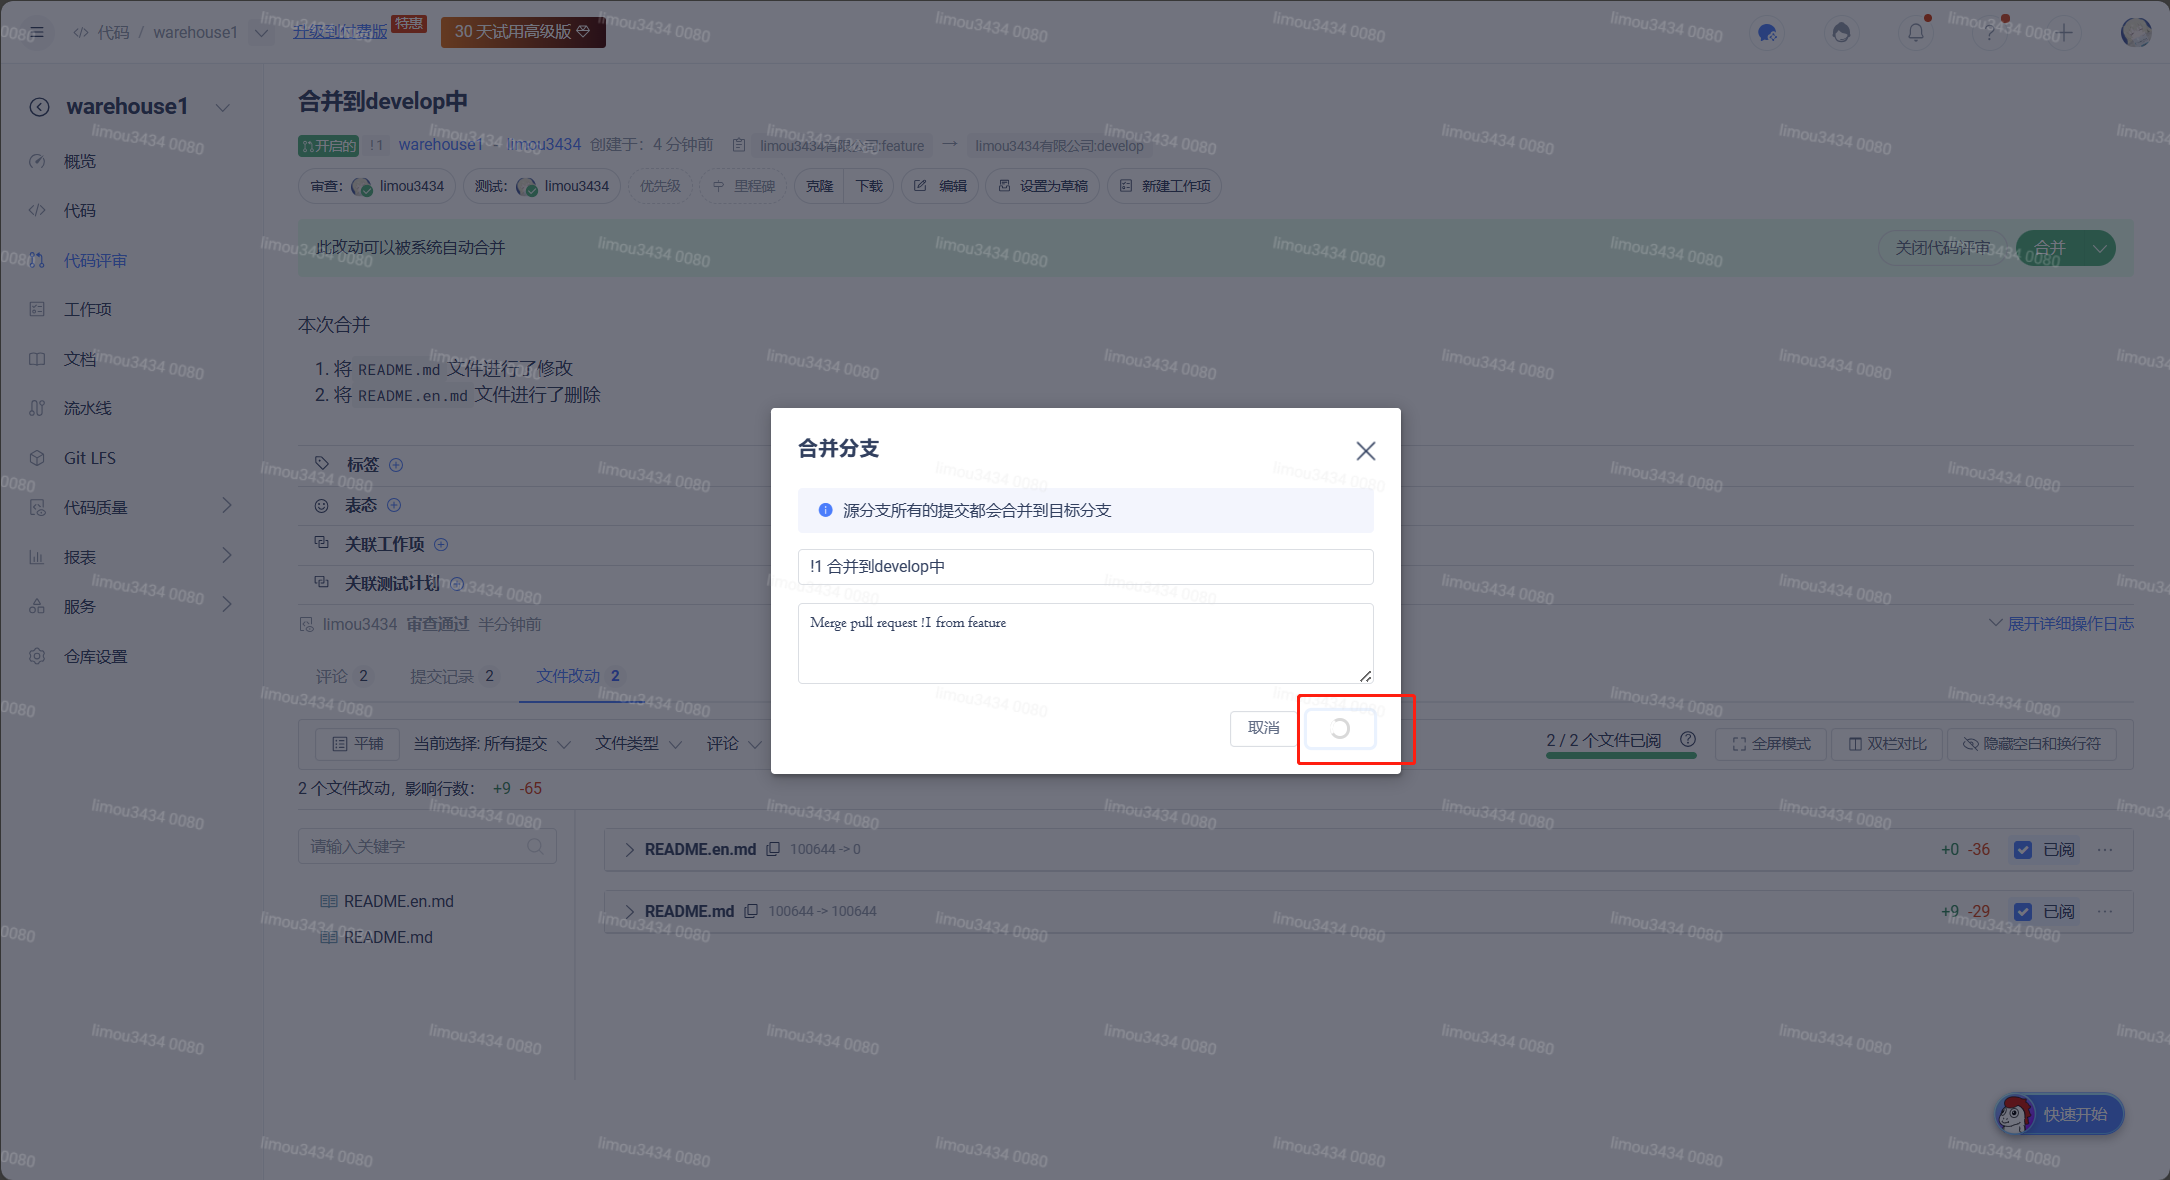 代码 / warehouse1
升级到付费版
特惠
30 天试用高级版
warehouse1
概览
代码
代码评审
工作项
文档
流水线
Git LFS
代码质量
报表
服务
仓库设置
合并到develop中
开启的 !1 warehouse1 - limou3434 创建于：4 分钟前 limou3434有限公司:feature → limou3434有限公司:develop
审查: limou3434 测试: limou3434 优先级 里程碑 克隆 下载 编辑 设置为草稿 新建工作项
此改动可以被系统自动合并
关闭代码评审 合并
本次合并
1. 将 README.md 文件进行了修改
2. 将 README.en.md 文件进行了删除
标签
表态
关联工作项
关联测试计划
limou3434 审查通过 半分钟前
展开详细操作日志
评论 2 提交记录 2 文件改动 2
平铺 当前选择: 所有提交 文件类型 评论
2 / 2 个文件已阅 全屏模式 双栏对比 隐藏空白和换行符
2 个文件改动，影响行数： +9 -65
请输入关键字
README.en.md
README.md
README.en.md 100644 -> 0 +0 -36 已阅
README.md 100644 -> 100644 +9 -29 已阅
合并分支
源分支所有的提交都会合并到目标分支
!1 合并到develop中
Merge pull request !1 from feature
取消
快速开始
limou3434 0080